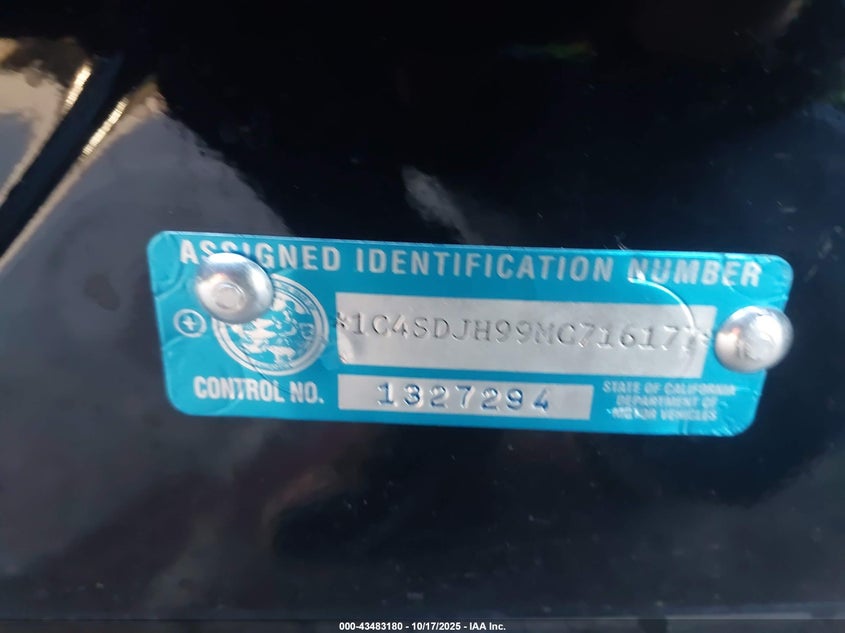 ASSIGNED IDENTIFICATION NUMBER
*1C4SDJH99MC716177*
CONTROL NO. 1327294
STATE OF CALIFORNIA
DEPARTMENT OF
MOTOR VEHICLES
000-43483180 - 10/17/2025 - IAA Inc.